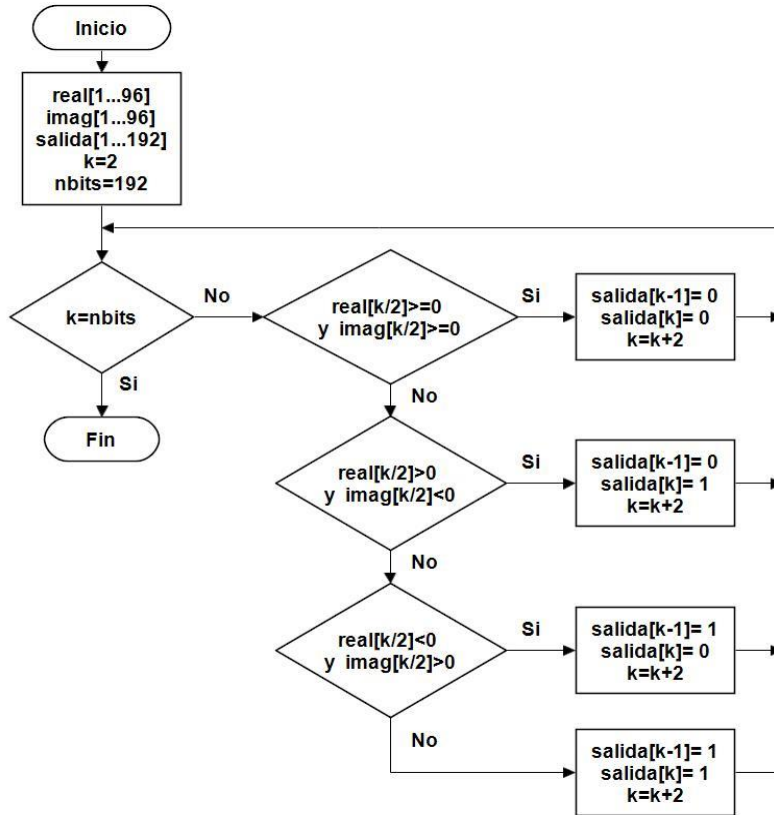 Inicio
real[1...96]
imag[1...96]
salida[1...192]
k=2
nbits=192
k=nbits
No
Si
Fin
real[k/2]>=0
y imag[k/2]>=0
Si
No
salida[k-1]= 0
salida[k]= 0
k=k+2
real[k/2]>0
y imag[k/2]<0
Si
No
salida[k-1]= 0
salida[k]= 1
k=k+2
real[k/2]<0
y imag[k/2]>0
Si
No
salida[k-1]= 1
salida[k]= 0
k=k+2
salida[k-1]= 1
salida[k]= 1
k=k+2